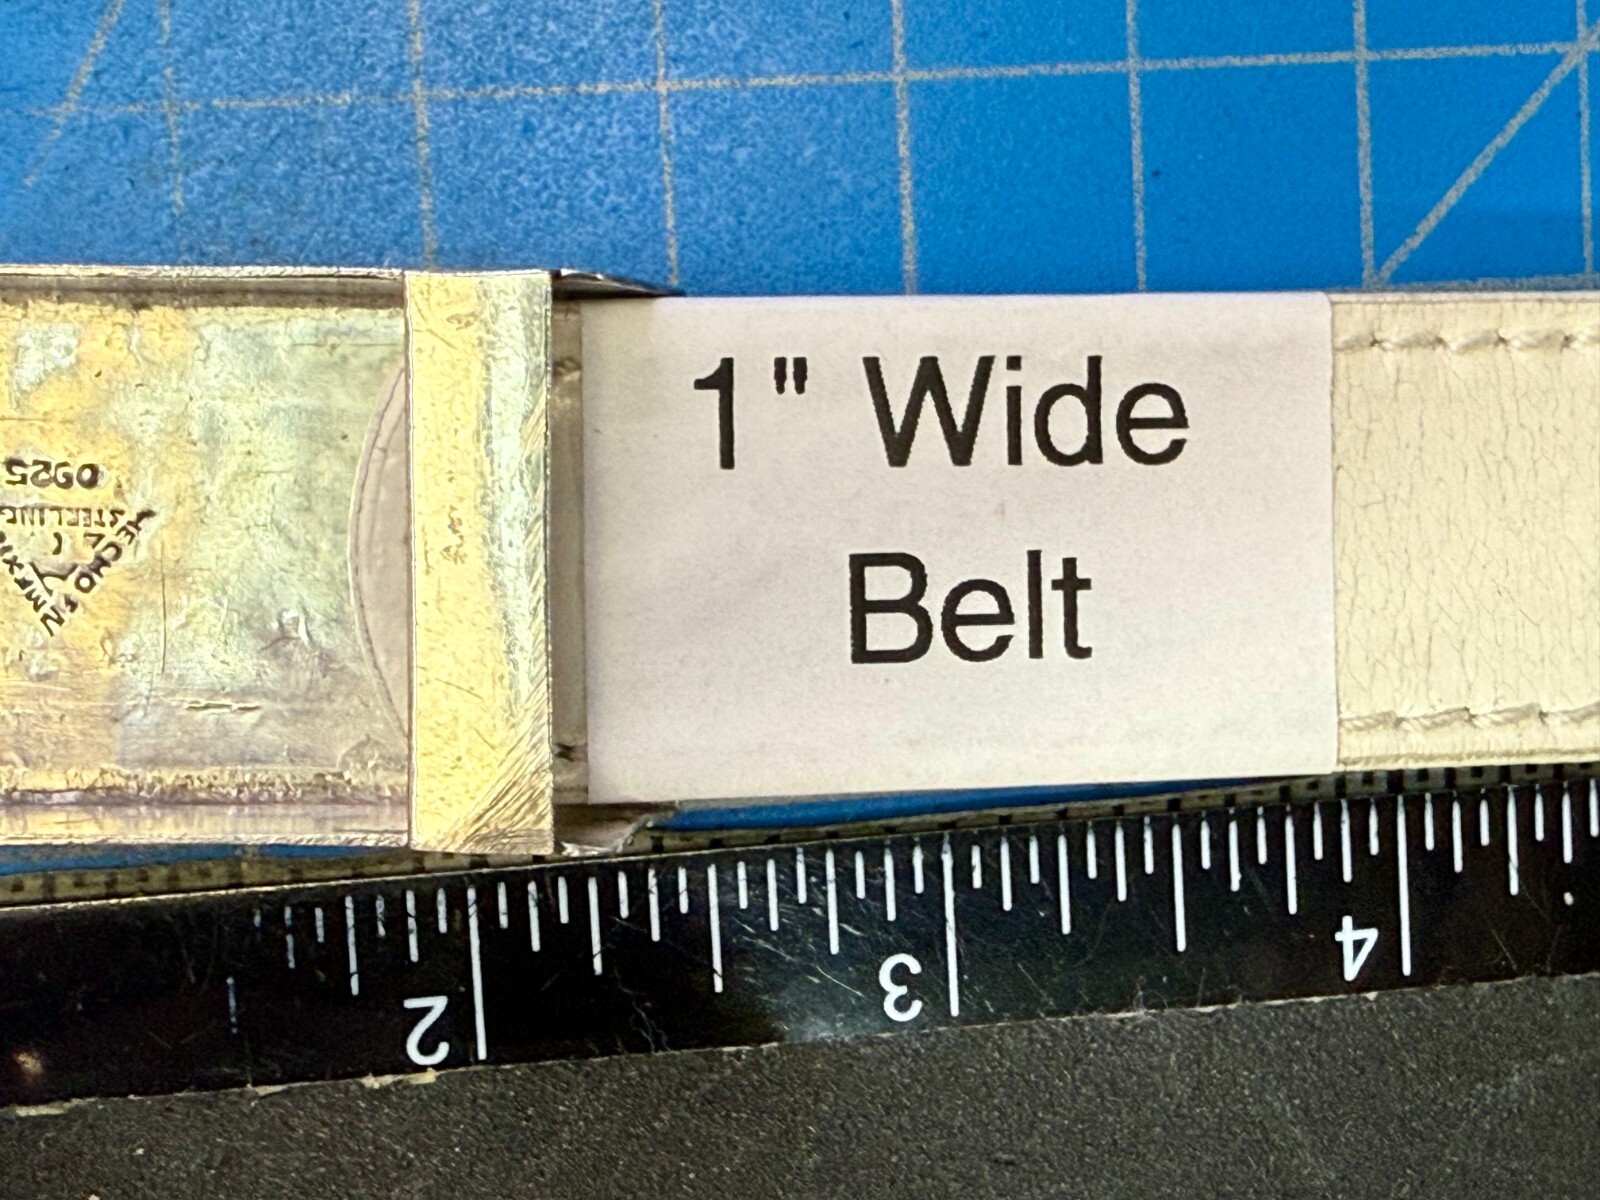 1" Wide
Belt
0925
STERLING
HECHO EN
MEXICO
2
3
4